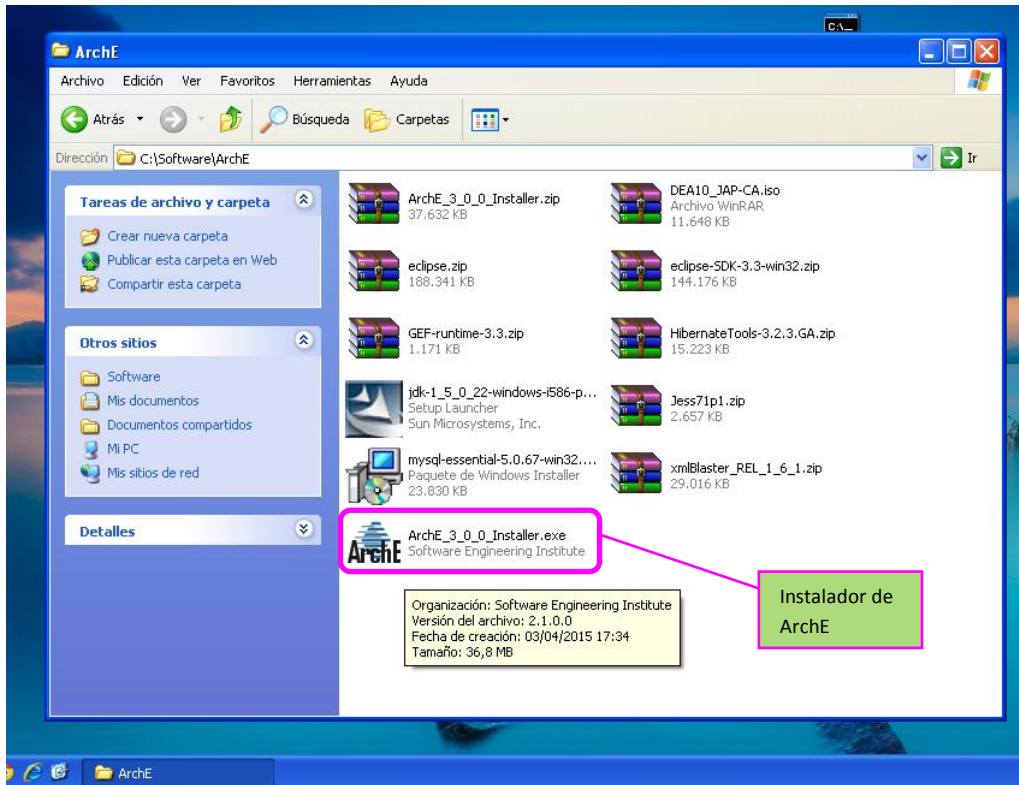 C:\_
ArchE
Archivo Edición Ver Favoritos Herramientas Ayuda
Atrás Búsqueda Carpetas
Dirección C:\Software\ArchE Ir
Tareas de archivo y carpeta
Crear nueva carpeta
Publicar esta carpeta en Web
Compartir esta carpeta
Otros sitios
Software
Mis documentos
Documentos compartidos
Mi PC
Mis sitios de red
Detalles
ArchE_3_0_0_Installer.zip
37.632 KB
DEA10_JAP-CA.iso
Archivo WinRAR
11.648 KB
eclipse.zip
188.341 KB
eclipse-SDK-3.3-win32.zip
144.176 KB
GEF-runtime-3.3.zip
1.171 KB
HibernateTools-3.2.3.GA.zip
15.223 KB
jdk-1_5_0_22-windows-i586-p...
Setup Launcher
Sun Microsystems, Inc.
Jess71p1.zip
2.657 KB
mysql-essential-5.0.67-win32....
Paquete de Windows Installer
23.830 KB
xmlBlaster_REL_1_6_1.zip
29.016 KB
ArchE
ArchE_3_0_0_Installer.exe
Software Engineering Institute
Organización: Software Engineering Institute
Versión del archivo: 2.1.0.0
Fecha de creación: 03/04/2015 17:34
Tamaño: 36,8 MB
Instalador de
ArchE
ArchE